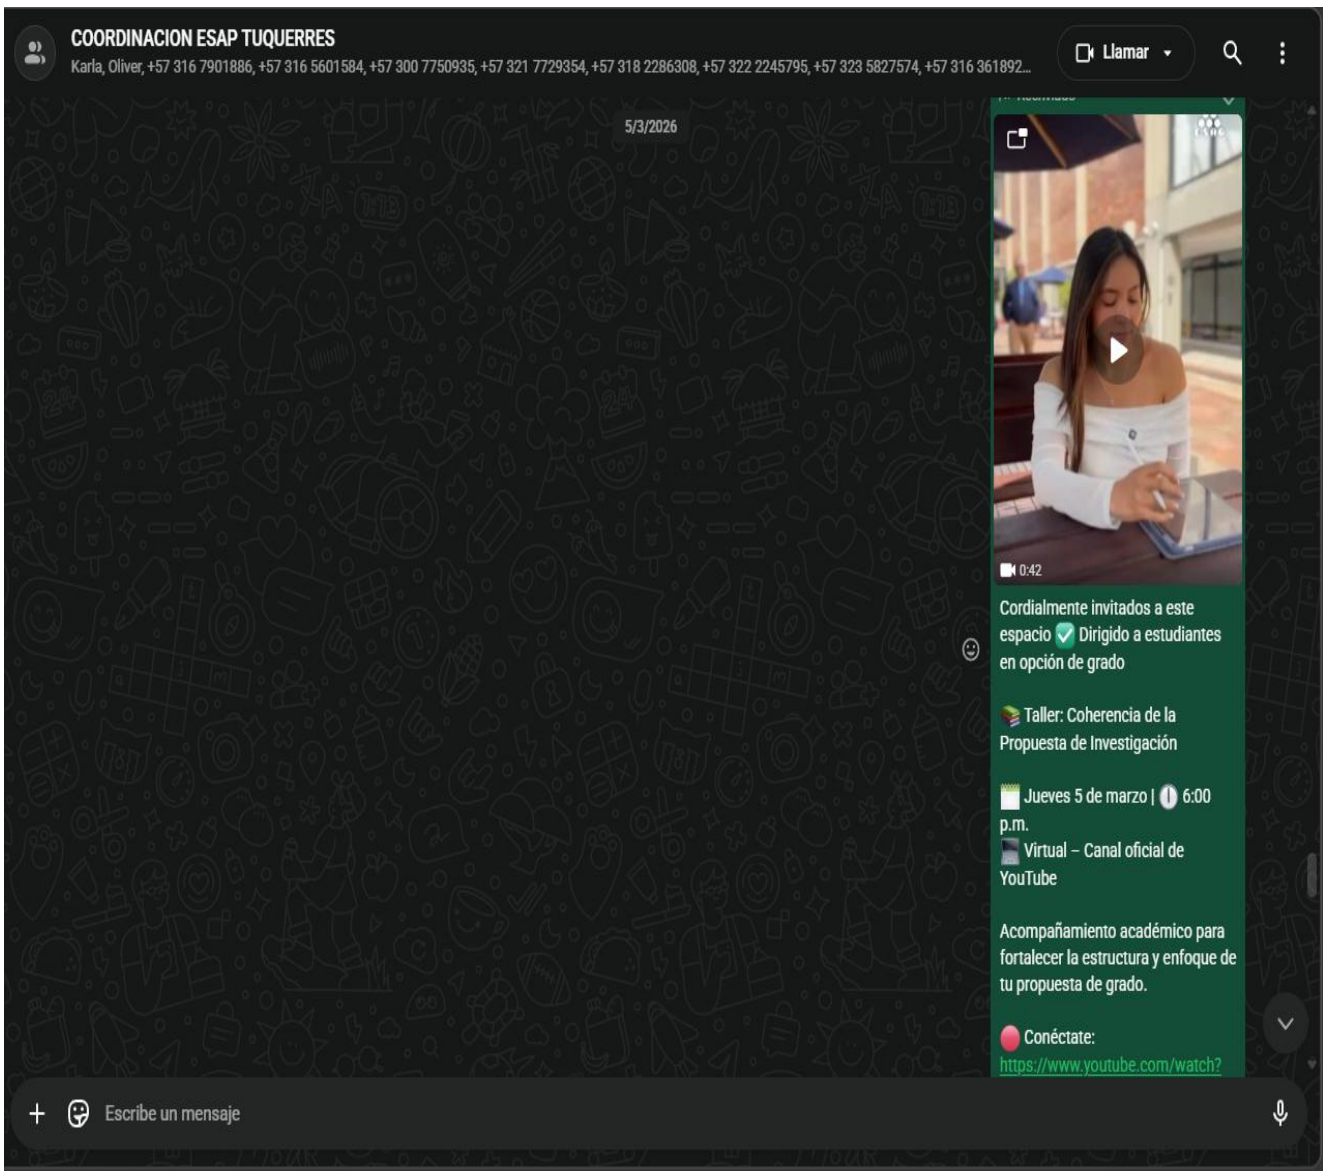 COORDINACION ESAP TUQUERRES
Karla, Oliver, +57 316 7901886, +57 316 5601584, +57 300 7750935, +57 321 7729354, +57 318 2286308, +57 322 2245795, +57 323 5827574, +57 316 361892...
Llamar
5/3/2026
0:42
Cordialmente invitados a este
espacio ✅ Dirigido a estudiantes
en opción de grado
📚 Taller: Coherencia de la
Propuesta de Investigación
🗓️ Jueves 5 de marzo | 🕕 6:00
p.m.
💻 Virtual – Canal oficial de
YouTube
Acompañamiento académico para
fortalecer la estructura y enfoque de
tu propuesta de grado.
🔴 Conéctate:
https://www.youtube.com/watch?
Escribe un mensaje